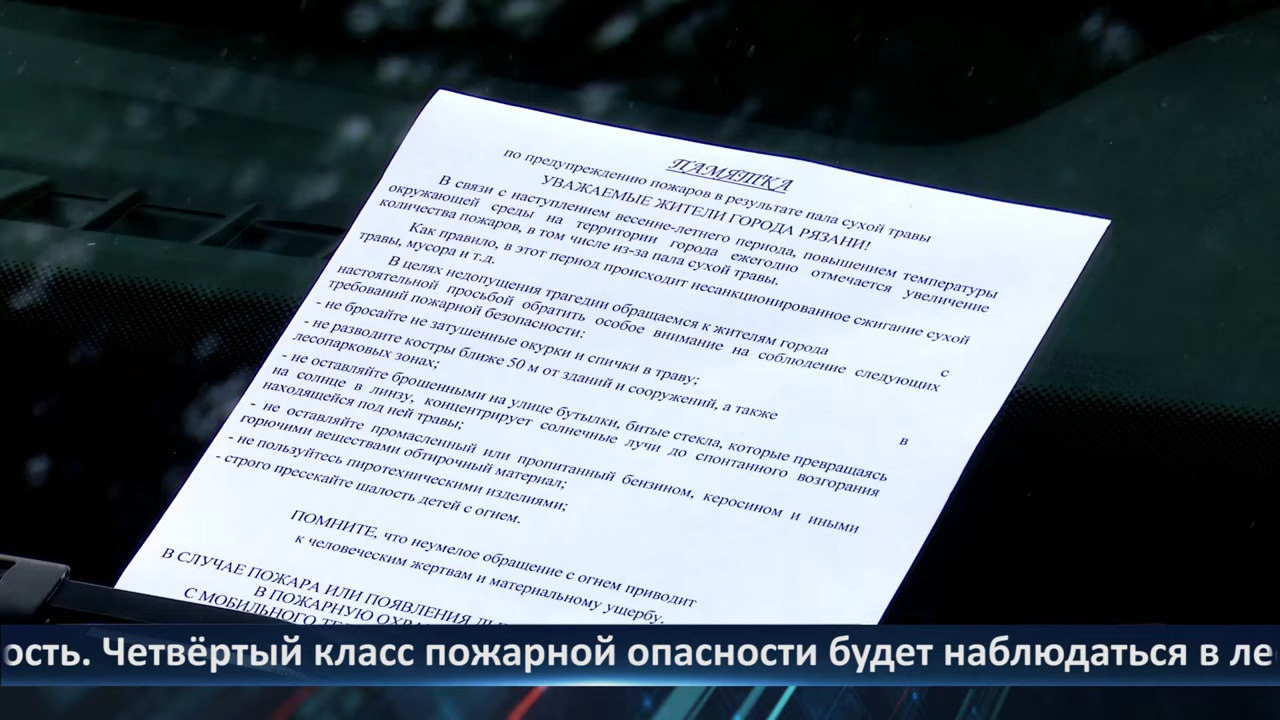 ПАМЯТКА
по предупреждению пожаров в результате пала сухой травы
УВАЖАЕМЫЕ ЖИТЕЛИ ГОРОДА РЯЗАНИ!
В связи с наступлением весенне-летнего периода, повышением температуры
окружающей среды на территории города ежегодно отмечается увеличение
количества пожаров, в том числе из-за пала сухой травы.
Как правило, в этот период происходит несанкционированное сжигание сухой
травы, мусора и т.д.
В целях недопущения трагедии обращаемся к жителям города с
настоятельной просьбой обратить особое внимание на соблюдение следующих
требований пожарной безопасности:
- не бросайте не затушенные окурки и спички в траву;
- не разводите костры ближе 50 м от зданий и сооружений, а также в
лесопарковых зонах;
- не оставляйте брошенными на улице бутылки, битые стекла, которые превращаясь
на солнце в линзу, концентрирует солнечные лучи до спонтанного возгорания
находящейся под ней травы;
- не оставляйте промасленный или пропитанный бензином, керосином и иными
горючими веществами обтирочный материал;
- не пользуйтесь пиротехническими изделиями;
- строго пресекайте шалость детей с огнем.
ПОМНИТЕ, что неумелое обращение с огнем приводит
к человеческим жертвам и материальному ущербу.
В СЛУЧАЕ ПОЖАРА ИЛИ ПОЯВЛЕНИЯ
В ПОЖАРНУЮ
С МОБИЛЬНОГО
ость. Четвёртый класс пожарной опасности будет наблюдаться в ле